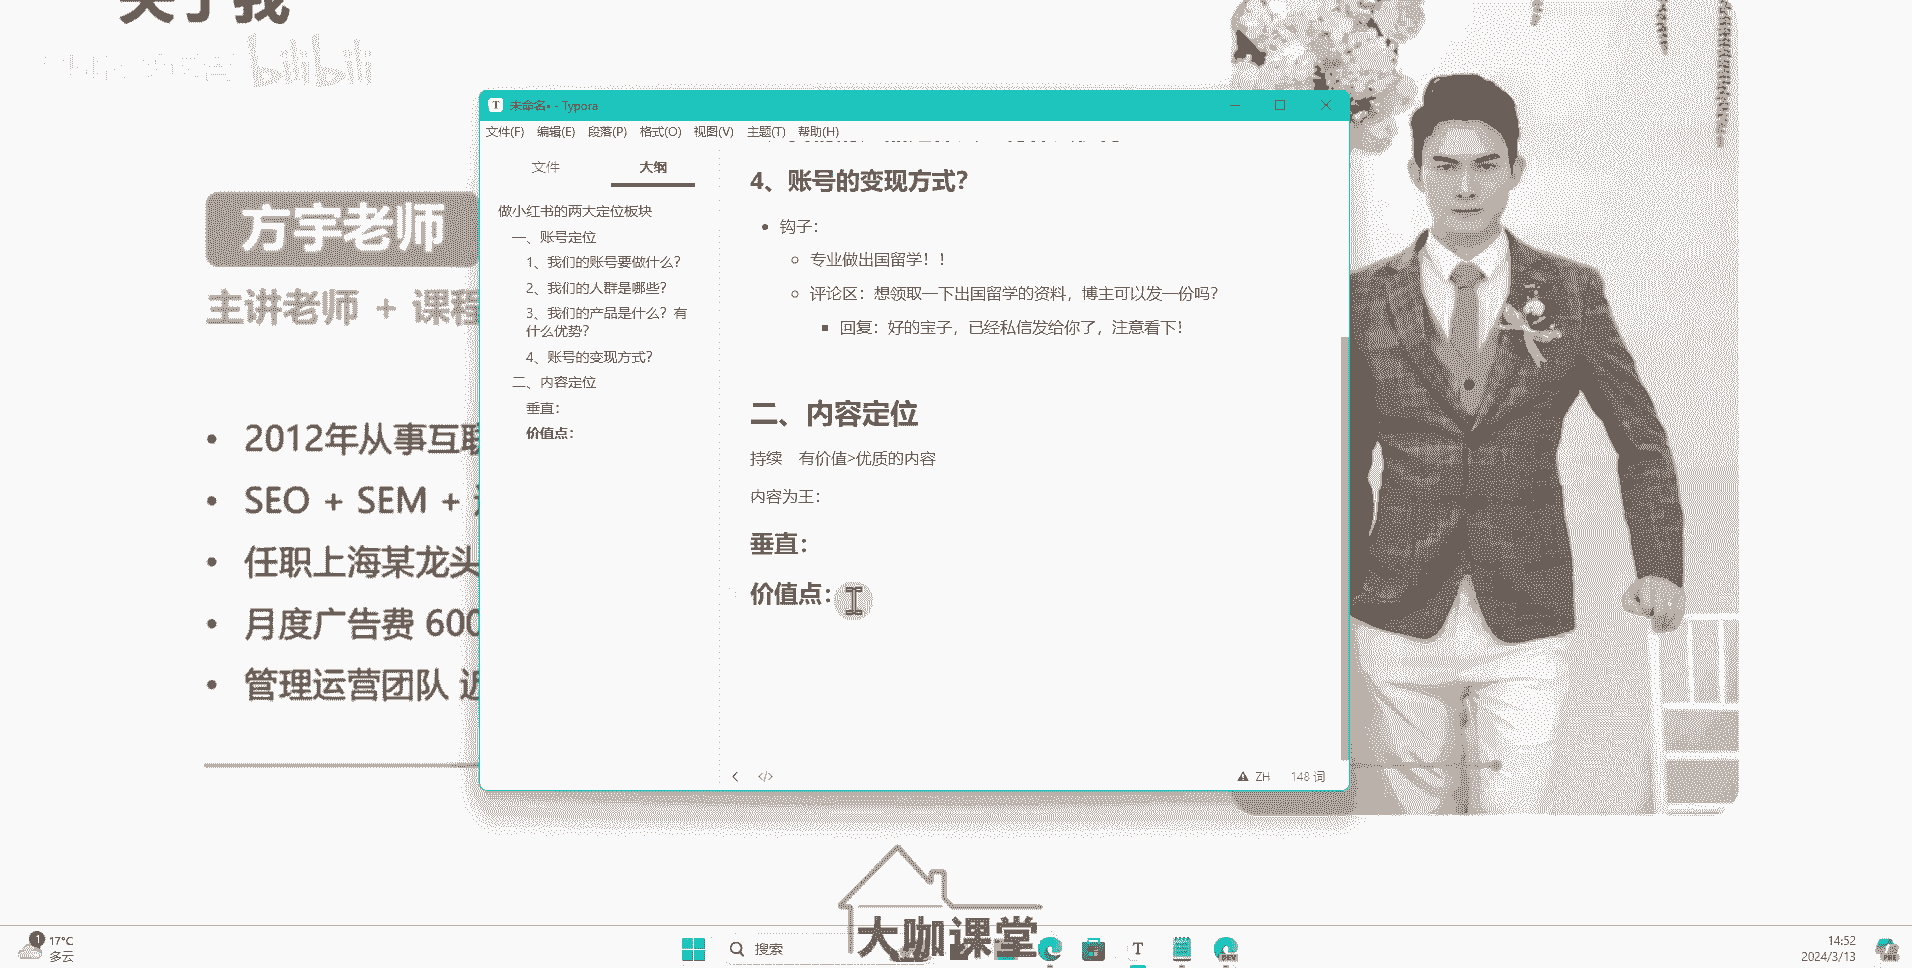 关于我
bilibili
方宇老师
主讲老师 + 课程
2012年从事互联
SEO + SEM +
任职上海某龙头
月度广告费 600
管理运营团队 近
T 未命名• - Typora
文件(F) 编辑(E) 段落(P) 格式(O) 视图(V) 主题(T) 帮助(H)
文件 大纲
做小红书的两大定位板块
一、账号定位
1、我们的账号要做什么？
2、我们的人群是哪些？
3、我们的产品是什么？有
什么优势？
4、账号的变现方式？
二、内容定位
垂直：
价值点：
4、账号的变现方式？
钩子：
专业做出国留学！！
评论区：想领取一下出国留学的资料，博主可以发一份吗？
回复：好的宝子，已经私信发给你了，注意看下！
二、内容定位
持续 有价值>优质的内容
内容为王：
垂直：
价值点：
ZH 148 词
大咖课堂
1
17°C
多云
搜索
T
DEV
14:52
2024/3/13
PRE